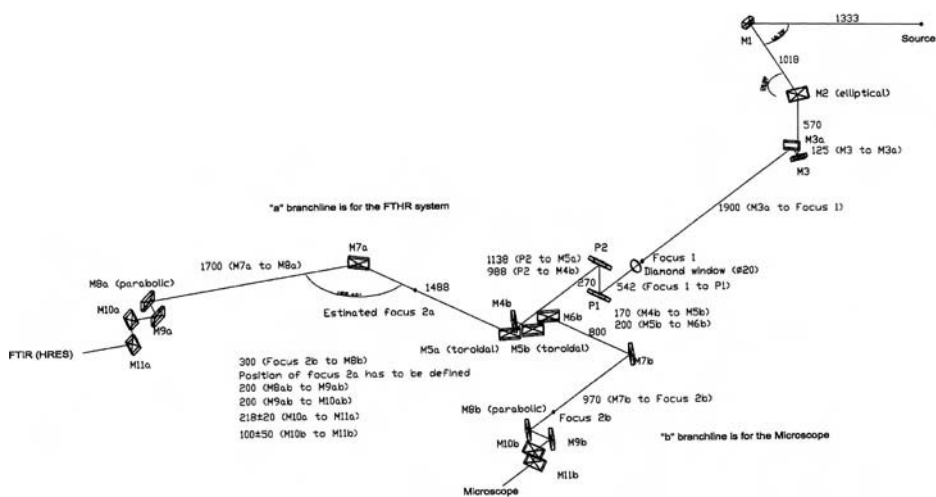 1333
M1
Source
1018
M2 (elliptical)
570
M3a
125 (M3 to M3a)
M3
"a" branchline is for the FTHR system
1900 (M3a to Focus 1)
M7a
P2
1138 (P2 to M5a)
988 (P2 to M4b)
Focus 1
Diamond window (Ø20)
1700 (M7a to M8a)
270
542 (Focus 1 to P1)
M8a (parabolic)
1488
P1
M4b
M10a
Estinated focus 2a
M6b
170 (M4b to M5b)
200 (M5b to M6b)
M9a
800
FTIR (HRES)
M11a
M5a (toroidal)
M5b (toroidal)
M7b
300 (Focus 2b to M8b)
Position of focus 2a has to be defined
200 (M8ab to M9ab)
200 (M9ab to M10ab)
218±20 (M10a to M11a)
100±50 (M10b to M11b)
970 (M7b to Focus 2b)
M8b (parabolic)
Focus 2b
"b" branchline is for the Microscope
M10b
M9b
M11b
Microscope